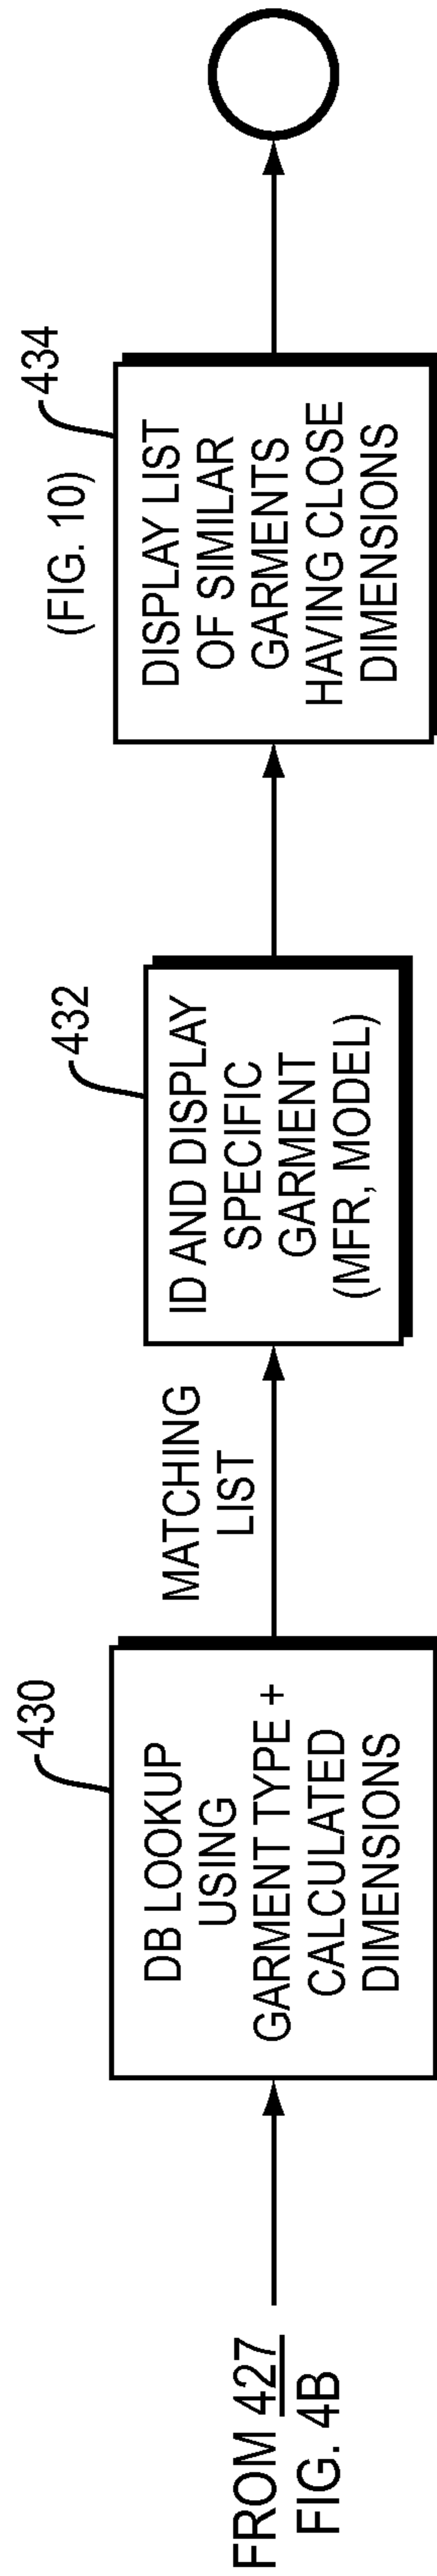 FROM 427
FIG. 4B
430
DB LOOKUP
USING
GARMENT TYPE +
CALCULATED
DIMENSIONS
MATCHING
LIST
432
ID AND DISPLAY
SPECIFIC
GARMENT
(MFR, MODEL)
434
(FIG. 10)
DISPLAY LIST
OF SIMILAR
GARMENTS
HAVING CLOSE
DIMENSIONS